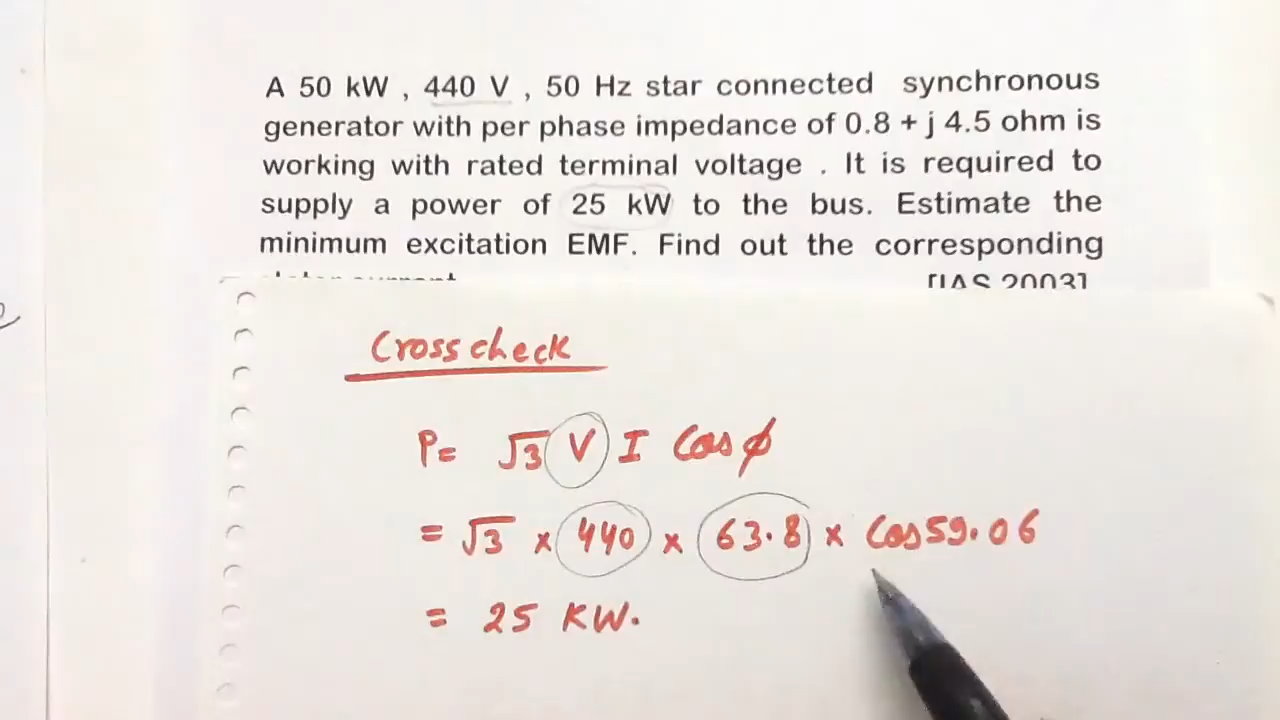 A 50 kW , 440 V , 50 Hz star connected synchronous
generator with per phase impedance of 0.8 + j 4.5 ohm is
working with rated terminal voltage . It is required to
supply a power of 25 kW to the bus. Estimate the
minimum excitation EMF. Find out the corresponding
[IAS 2003]
Cross check
P= √3 V I Cos ϕ
= √3 × 440 × 63.8 × Cos 59.06
= 25 KW.